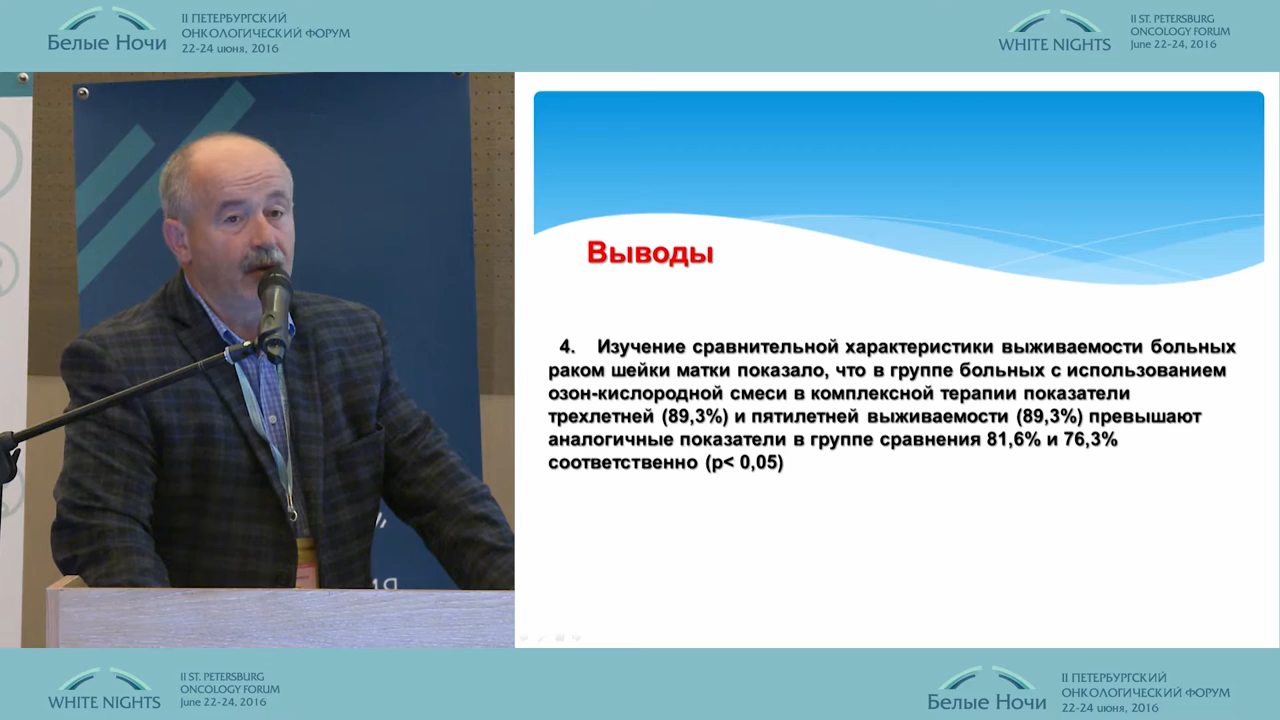 Белые Ночи
II ПЕТЕРБУРГСКИЙ
ОНКОЛОГИЧЕСКИЙ ФОРУМ
22-24 июня, 2016
WHITE NIGHTS
II ST. PETERSBURG
ONCOLOGY FORUM
June 22-24, 2016
Выводы
4. Изучение сравнительной характеристики выживаемости больных
раком шейки матки показало, что в группе больных с использованием
озон-кислородной смеси в комплексной терапии показатели
трехлетней (89,3%) и пятилетней выживаемости (89,3%) превышают
аналогичные показатели в группе сравнения 81,6% и 76,3%
соответственно (p< 0,05)
WHITE NIGHTS
II ST. PETERSBURG
ONCOLOGY FORUM
June 22-24, 2016
Белые Ночи
II ПЕТЕРБУРГСКИЙ
ОНКОЛОГИЧЕСКИЙ ФОРУМ
22-24 июня, 2016